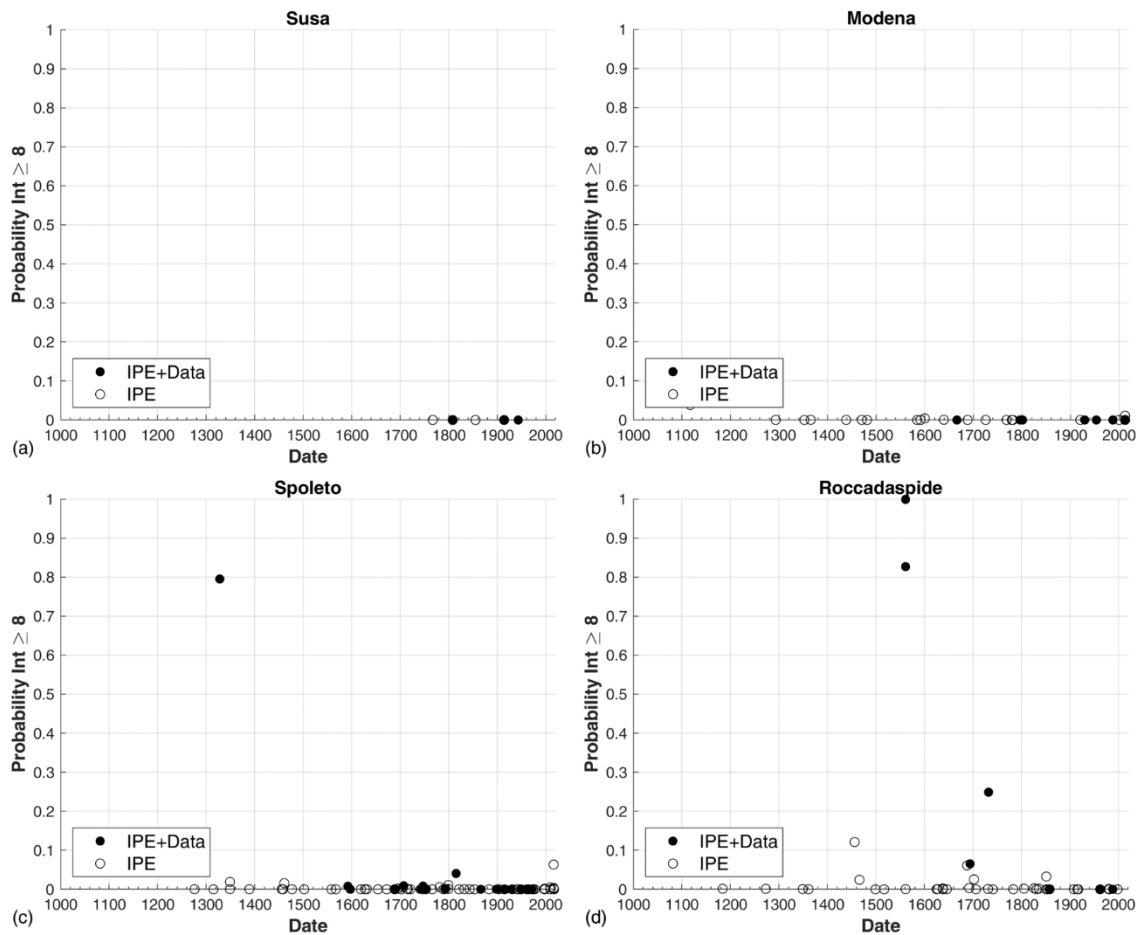 Susa
Probability Int ≥ 8
1
0.9
0.8
0.7
0.6
0.5
0.4
0.3
0.2
0.1
0
IPE+Data
IPE
1000 1100 1200 1300 1400 1500 1600 1700 1800 1900 2000
(a)
Date
Modena
Probability Int ≥ 8
1
0.9
0.8
0.7
0.6
0.5
0.4
0.3
0.2
0.1
0
IPE+Data
IPE
1000 1100 1200 1300 1400 1500 1600 1700 1800 1900 2000
(b)
Date
Spoleto
Probability Int ≥ 8
1
0.9
0.8
0.7
0.6
0.5
0.4
0.3
0.2
0.1
0
IPE+Data
IPE
1000 1100 1200 1300 1400 1500 1600 1700 1800 1900 2000
(c)
Date
Roccadaspide
Probability Int ≥ 8
1
0.9
0.8
0.7
0.6
0.5
0.4
0.3
0.2
0.1
0
IPE+Data
IPE
1000 1100 1200 1300 1400 1500 1600 1700 1800 1900 2000
(d)
Date